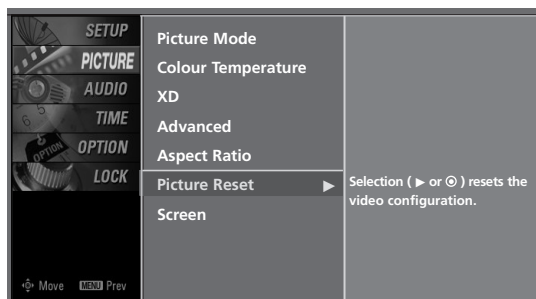 SETUP
PICTURE
AUDIO
TIME
OPTION
LOCK
Move MENU Prev
Picture Mode
Colour Temperature
XD
Advanced
Aspect Ratio
Picture Reset ▶
Screen
Selection ( ▶ or ⦿ ) resets the
video configuration.